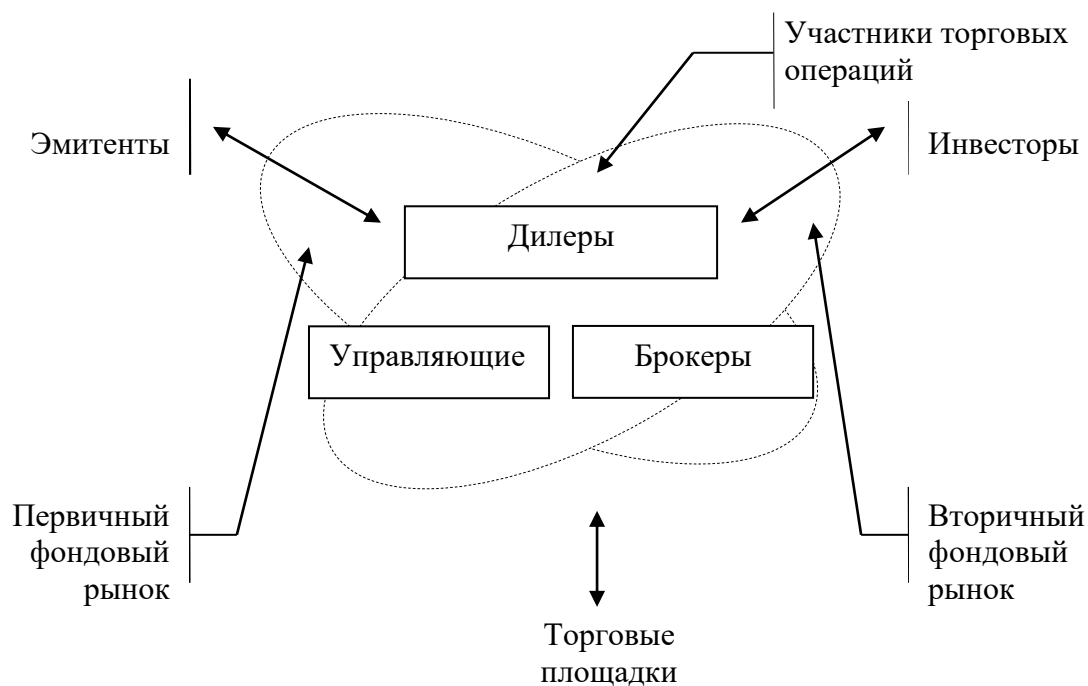 Участники торговых
операций
Эмитенты
Инвесторы
Дилеры
Управляющие
Брокеры
Первичный
фондовый
рынок
Вторичный
фондовый
рынок
Торговые
площадки